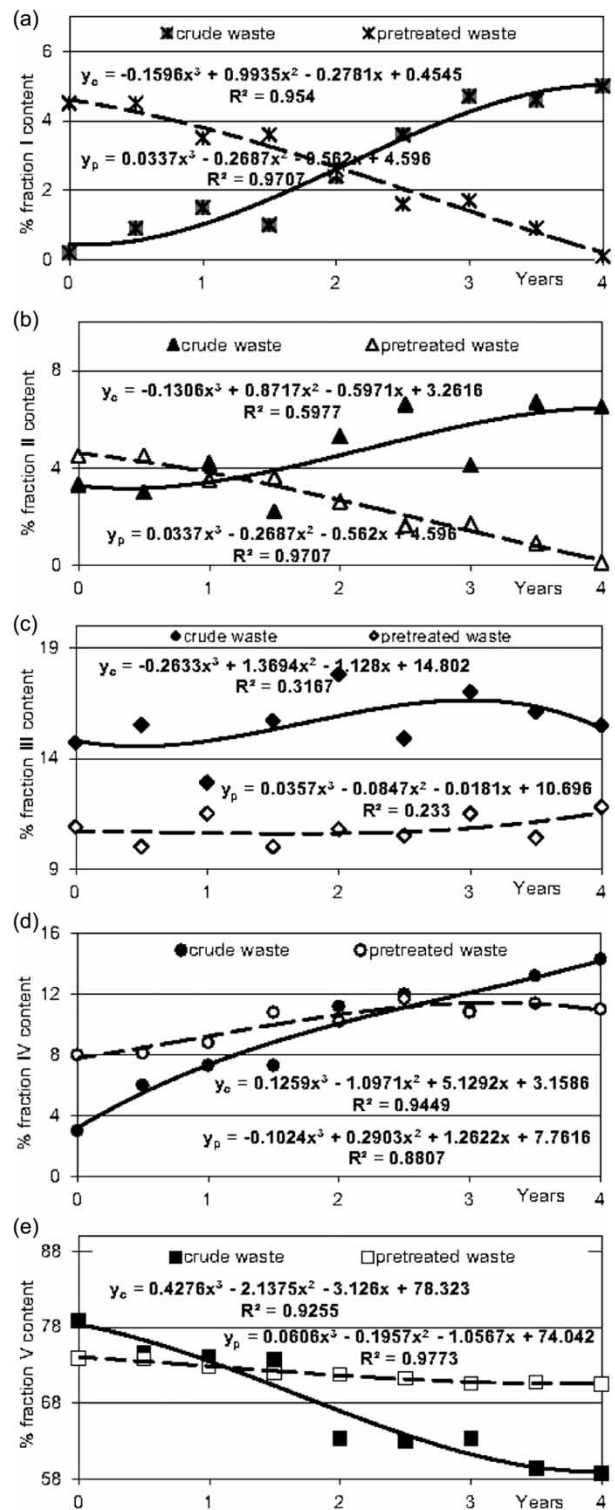 (a)
crude waste pretreated waste
6
y_c = -0.1596x³ + 0.9935x² - 0.2781x + 0.4545
R² = 0.954
4
y_p = 0.0337x³ - 0.2687x² - 0.562x + 4.596
R² = 0.9707
2
0
% fraction I content
0 1 2 3 Years 4
(b)
crude waste pretreated waste
8
y_c = -0.1306x³ + 0.8717x² - 0.5971x + 3.2616
R² = 0.5977
4
y_p = 0.0337x³ - 0.2687x² - 0.562x + 4.596
R² = 0.9707
0
% fraction II content
0 1 2 3 Years 4
(c)
crude waste pretreated waste
19
y_c = -0.2633x³ + 1.3694x² - 1.128x + 14.802
R² = 0.3167
14
y_p = 0.0357x³ - 0.0847x² - 0.0181x + 10.696
R² = 0.233
9
% fraction III content
0 1 2 3 Years 4
(d)
16
crude waste pretreated waste
12
8
y_c = 0.1259x³ - 1.0971x² + 5.1292x + 3.1586
R² = 0.9449
4
y_p = -0.1024x³ + 0.2903x² + 1.2622x + 7.7616
R² = 0.8807
0
% fraction IV content
0 1 2 3 Years 4
(e)
88
crude waste pretreated waste
y_c = 0.4276x³ - 2.1375x² - 3.126x + 78.323
R² = 0.9255
78
y_p = 0.0606x³ - 0.1957x² - 1.0567x + 74.042
R² = 0.9773
68
58
% fraction V content
0 1 2 3 Years 4